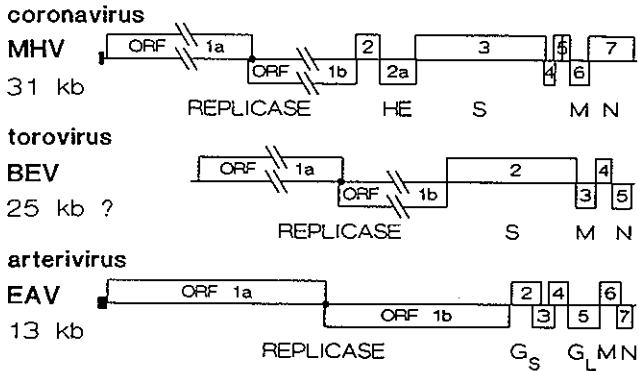 coronavirus
MHV ORF 1a 2 3 5 7
ORF 1b 2a 4 6
31 kb
REPLICASE HE S M N
torovirus
BEV ORF 1a 2 4
ORF 1b 3 5
25 kb ?
REPLICASE S M N
arterivirus
EAV ORF 1a 2 4 6
ORF 1b 3 5 7
13 kb
REPLICASE GS GL M N